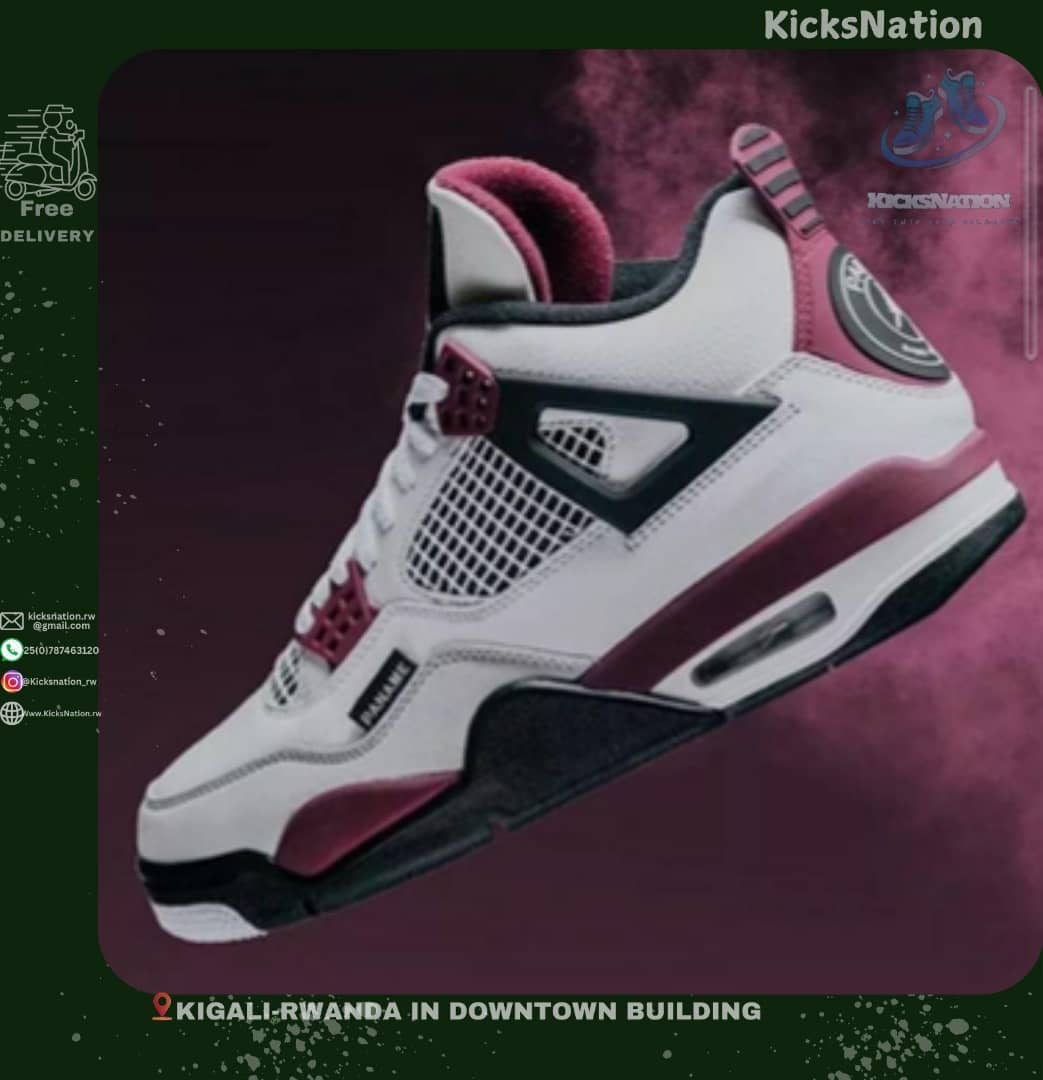 KicksNation
KICKSNATION
Free
DELIVERY
PANAME
kicksnation.rw
@gmail.com
25(0)787463120
@Kicksnation_rw
Www.KicksNation.rw
KIGALI-RWANDA IN DOWNTOWN BUILDING